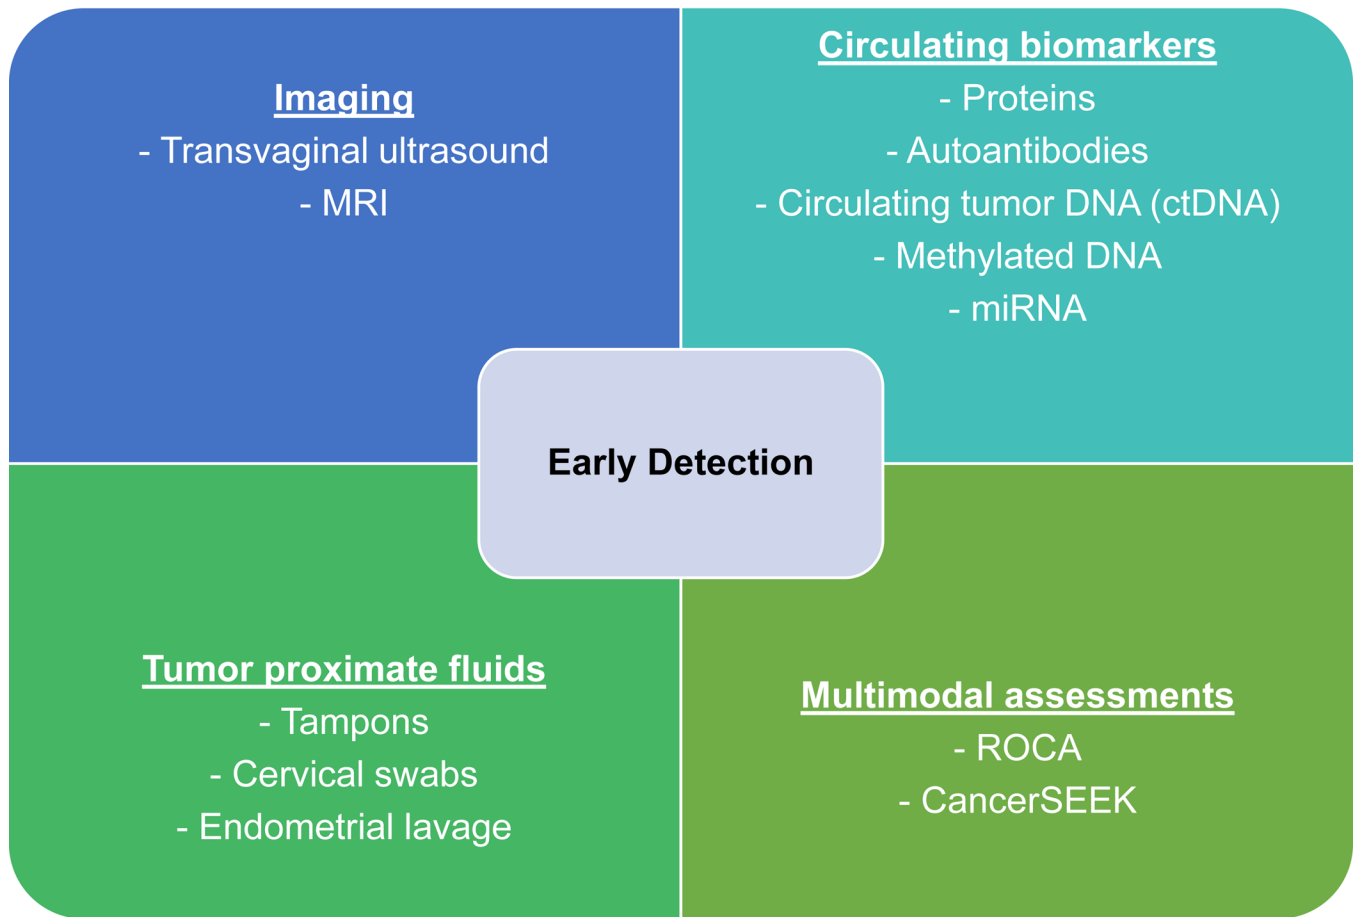 Imaging
- Transvaginal ultrasound
- MRI
Circulating biomarkers
- Proteins
- Autoantibodies
- Circulating tumor DNA (ctDNA)
- Methylated DNA
- miRNA
Early Detection
Tumor proximate fluids
- Tampons
- Cervical swabs
- Endometrial lavage
Multimodal assessments
- ROCA
- CancerSEEK